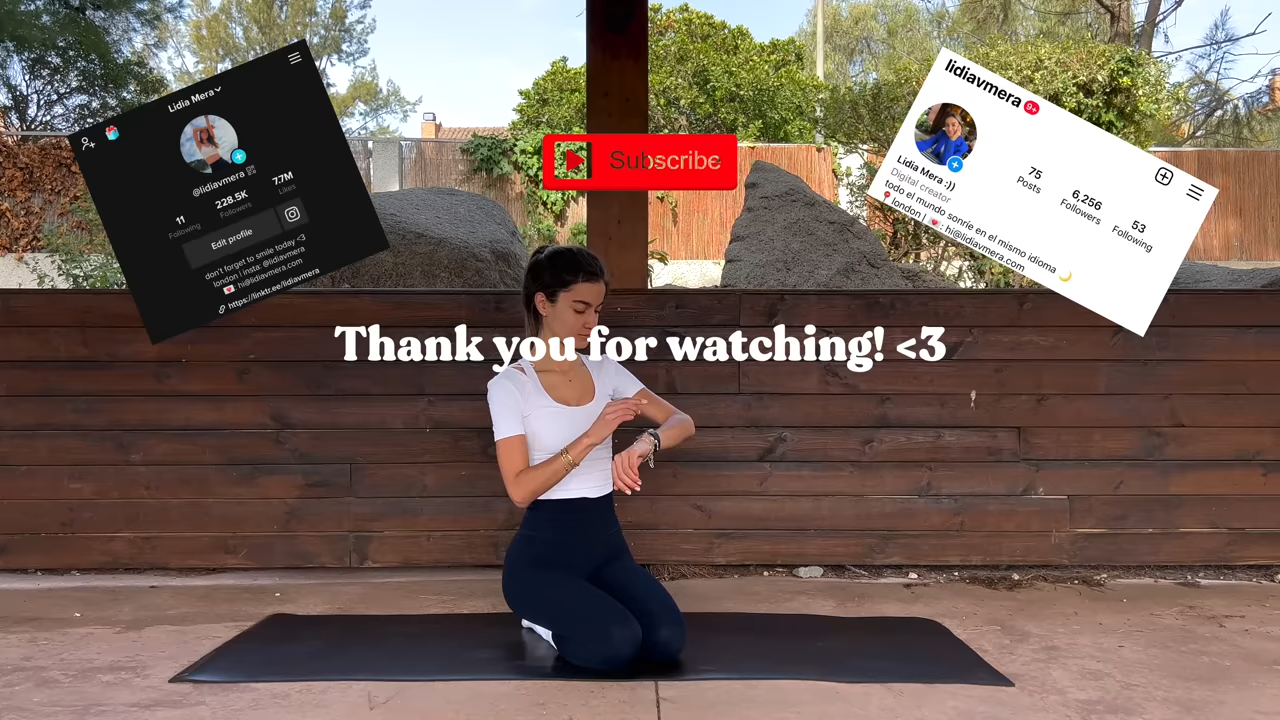 Lidia Mera
@lidiavmera
11
Following
228.5K
Followers
7.7M
Likes
Edit profile
don't forget to smile today <3
london | insta: @lidiavmera
hi@lidiavmera.com
https://linktr.ee/lidiavmera
Subscribe
lidiavmera
9+
75
Posts
6,256
Followers
53
Following
Lidia Mera :))
Digital creator
todo el mundo sonríe en el mismo idioma
london | : hi@lidiavmera.com
Thank you for watching! <3